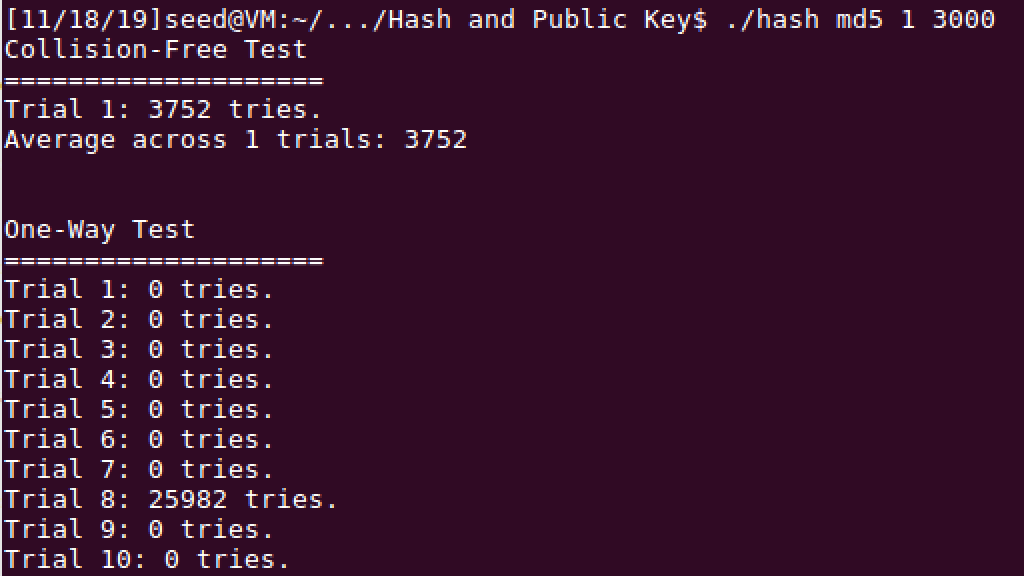 [11/18/19]seed@VM:~/.../Hash and Public Key$ ./hash md5 1 3000
Collision-Free Test
====================
Trial 1: 3752 tries.
Average across 1 trials: 3752
One-Way Test
====================
Trial 1: 0 tries.
Trial 2: 0 tries.
Trial 3: 0 tries.
Trial 4: 0 tries.
Trial 5: 0 tries.
Trial 6: 0 tries.
Trial 7: 0 tries.
Trial 8: 25982 tries.
Trial 9: 0 tries.
Trial 10: 0 tries.